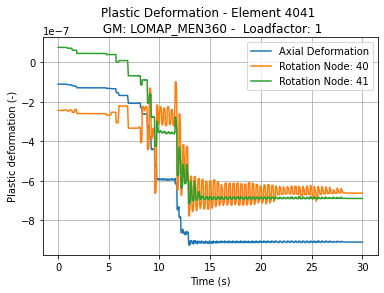 Plastic Deformation - Element 4041
GM: LOMAP_MEN360 - Loadfactor: 1
1e−7
Axial Deformation
Rotation Node: 40
Rotation Node: 41
Plastic deformation (-)
0
−2
−4
−6
−8
0 5 10 15 20 25 30
Time (s)